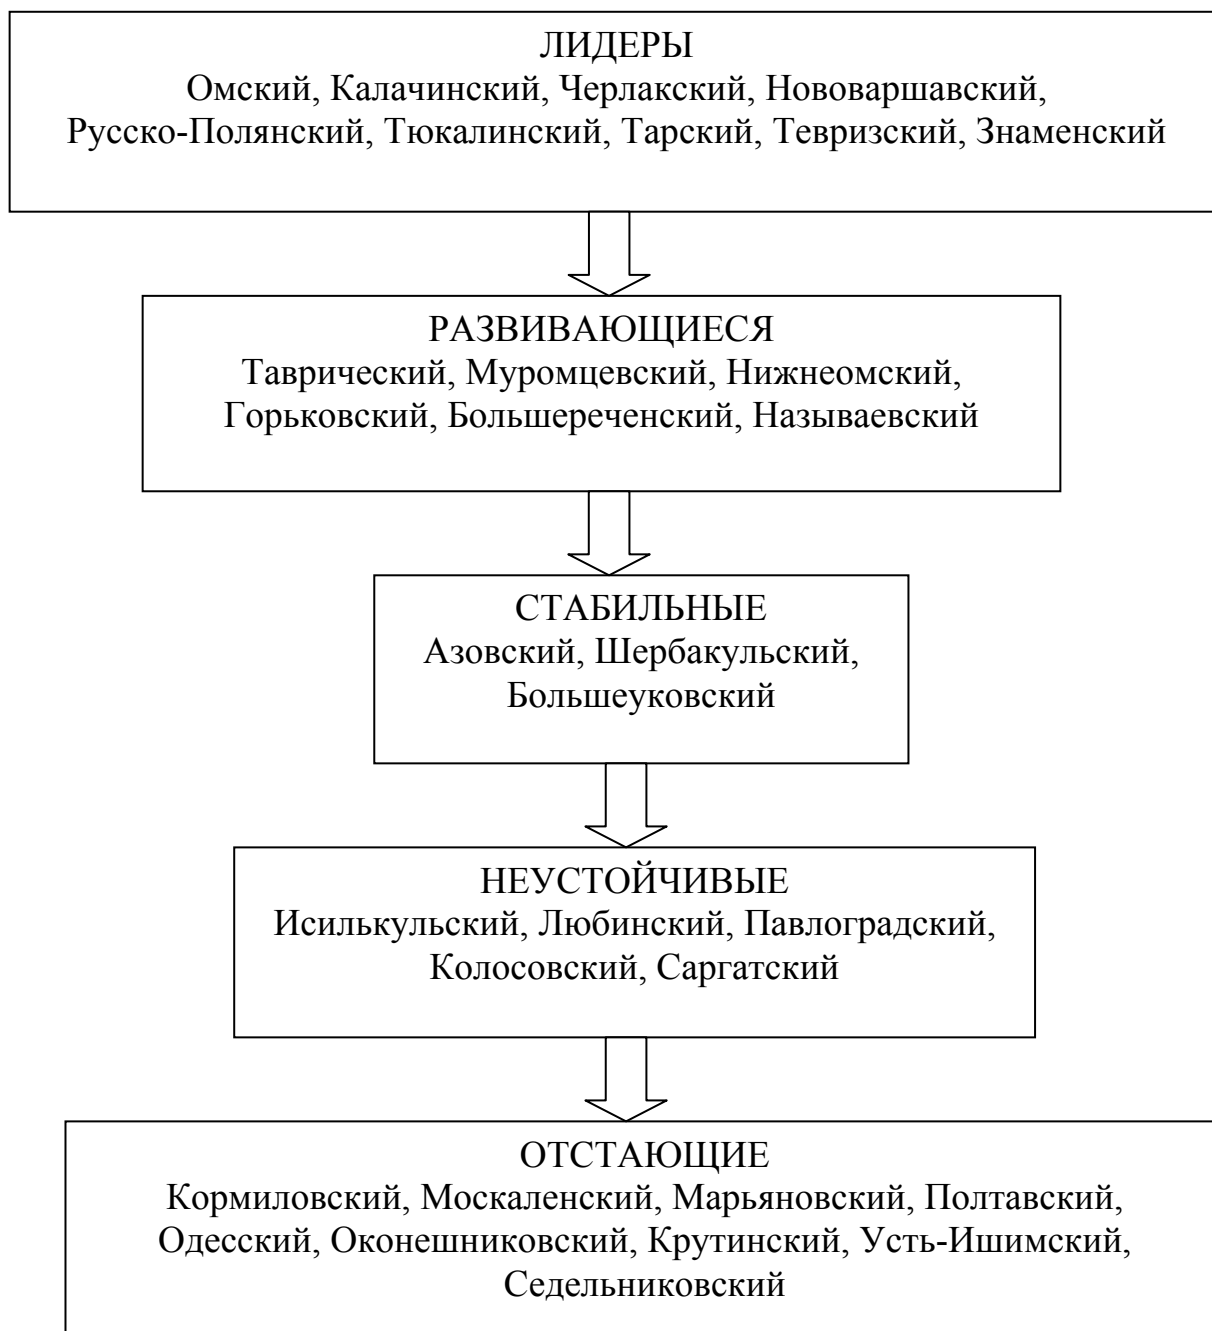 ЛИДЕРЫ
Омский, Калачинский, Черлакский, Нововаршавский,
Русско-Полянский, Тюкалинский, Тарский, Тевризский, Знаменский
РАЗВИВАЮЩИЕСЯ
Таврический, Муромцевский, Нижнеомский,
Горьковский, Большереченский, Называевский
СТАБИЛЬНЫЕ
Азовский, Шербакульский,
Большеуковский
НЕУСТОЙЧИВЫЕ
Исилькульский, Любинский, Павлоградский,
Колосовский, Саргатский
ОТСТАЮЩИЕ
Кормиловский, Москаленский, Марьяновский, Полтавский,
Одесский, Оконешниковский, Крутинский, Усть-Ишимский,
Седельниковский